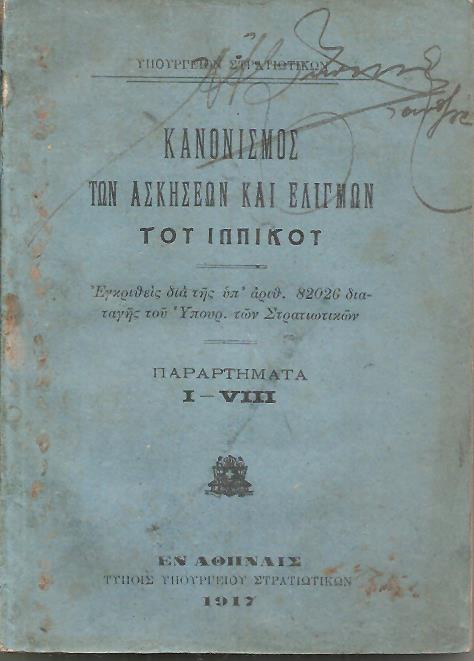 ΥΠΟΥΡΓΕΙΟΝ ΣΤΡΑΤΙΩΤΙΚΩΝ
ΚΑΝΟΝΙΣΜΟΣ
ΤΩΝ ΑΣΚΗΣΕΩΝ ΚΑΙ ΕΛΙΓΜΩΝ
ΤΟΥ ΙΠΠΙΚΟΥ
Ἐγκριθεὶς διὰ τῆς ὑπ' ἀριθ. 82026 δια-
ταγῆς τοῦ Ὑπουρ. τῶν Στρατιωτικῶν
ΠΑΡΑΡΤΗΜΑΤΑ
I – VIII
ΕΝ ΑΘΗΝΑΙΣ
ΤΥΠΟΙΣ ΥΠΟΥΡΓΕΙΟΥ ΣΤΡΑΤΙΩΤΙΚΩΝ
1917